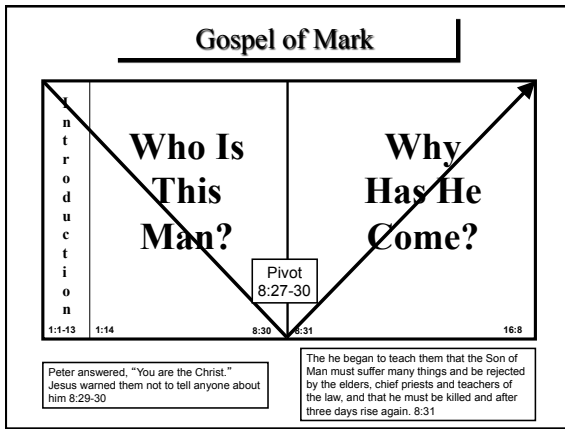 Gospel of Mark
Introduction
Who Is
This
Man?
Why
Has He
Come?
Pivot
8:27-30
1:1-13
1:14
8:30
8:31
16:8
Peter answered, “You are the Christ.”
Jesus warned them not to tell anyone about
him 8:29-30
The he began to teach them that the Son of
Man must suffer many things and be rejected
by the elders, chief priests and teachers of
the law, and that he must be killed and after
three days rise again. 8:31